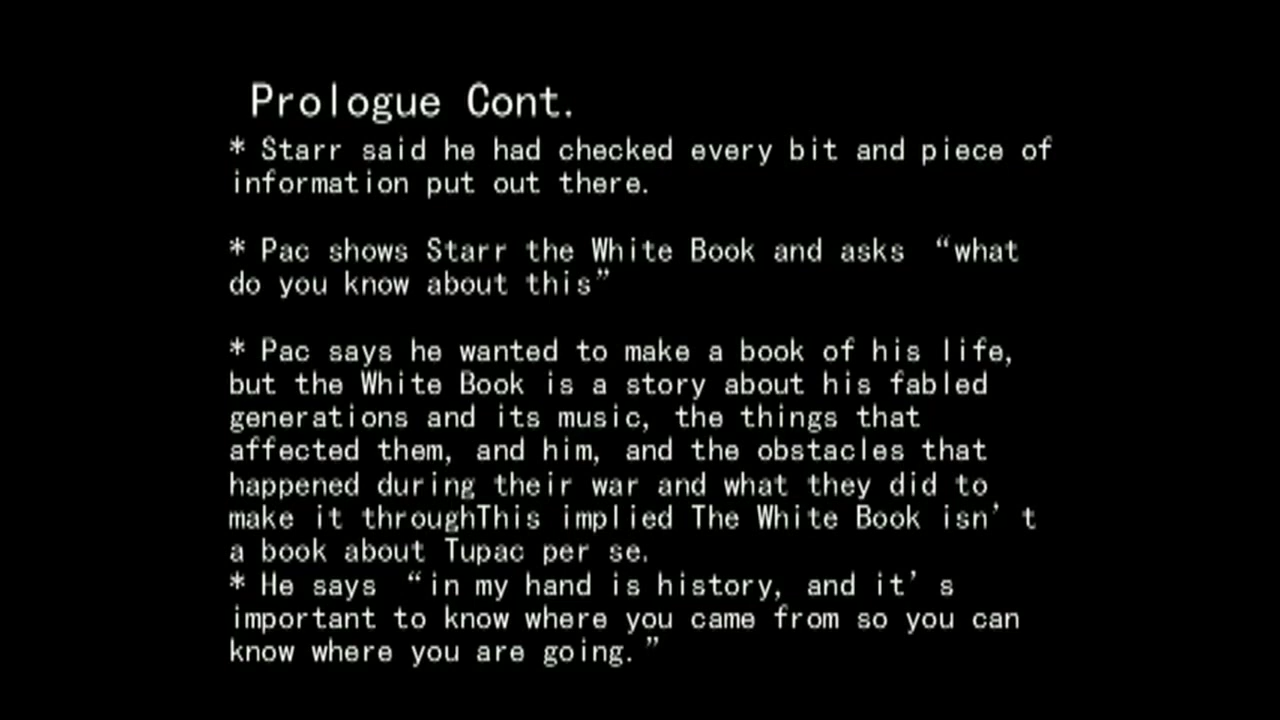 Prologue Cont.
* Starr said he had checked every bit and piece of
information put out there.
* Pac shows Starr the White Book and asks “what
do you know about this”
* Pac says he wanted to make a book of his life,
but the White Book is a story about his fabled
generations and its music, the things that
affected them, and him, and the obstacles that
happened during their war and what they did to
make it throughThis implied The White Book isn’t
a book about Tupac per se.
* He says “in my hand is history, and it’s
important to know where you came from so you can
know where you are going.”